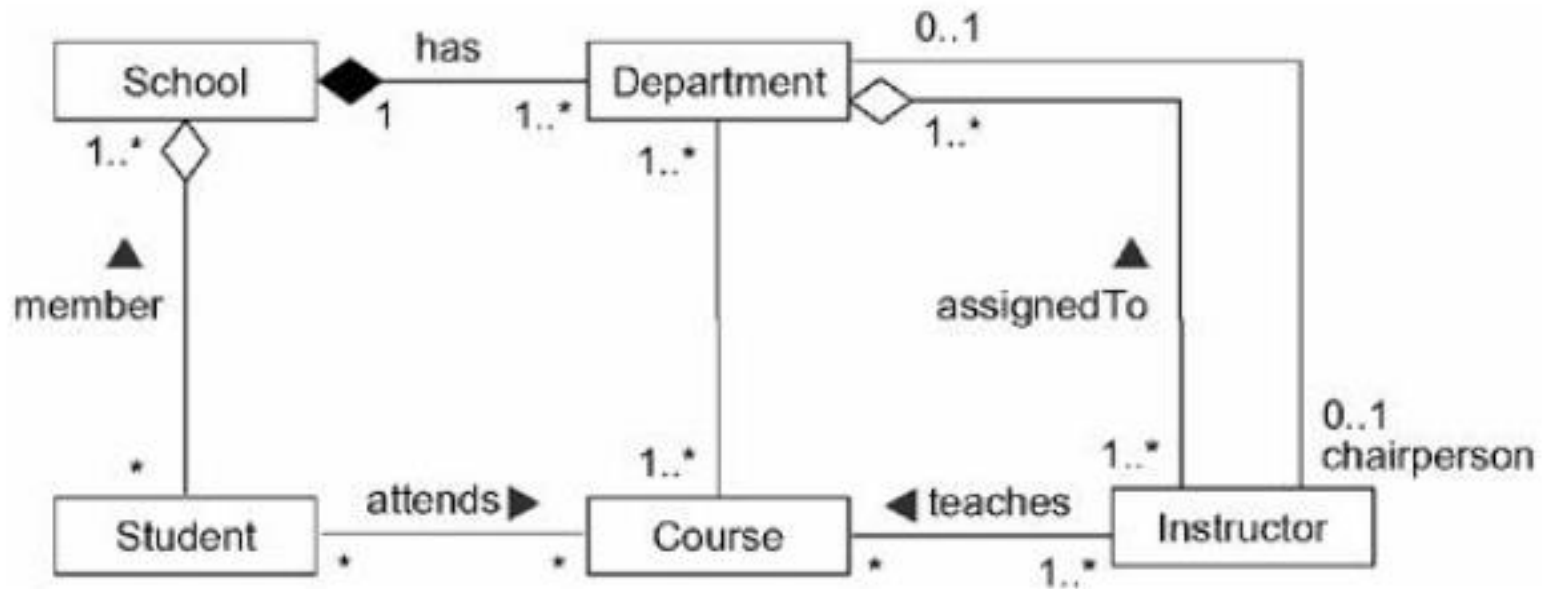 0..1
has
School
Department
1
1..*
1..*
1..*
1..*
member
assignedTo
0..1
chairperson
*
1..*
1..*
attends
teaches
Student
Course
Instructor
*
*
*
1..*